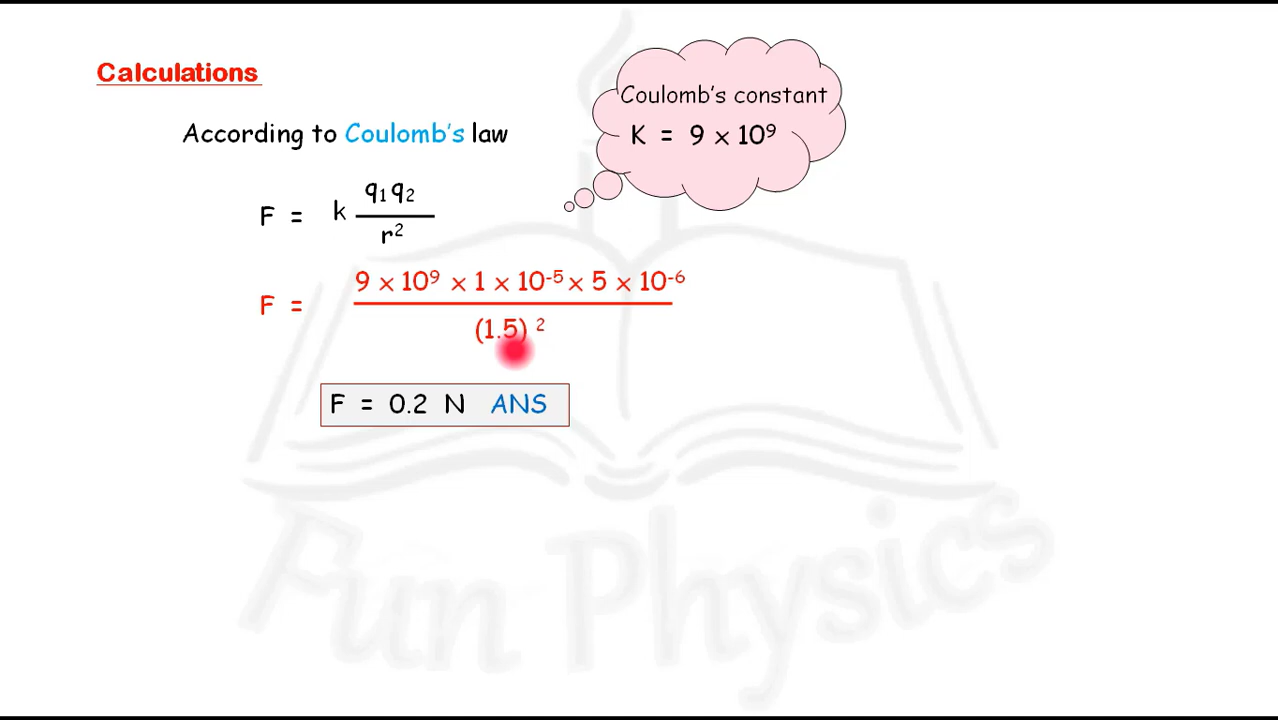 Calculations
Coulomb's constant
K = 9 × 10⁹
According to Coulomb's law
F = k q₁q₂ / r²
F = 9 × 10⁹ × 1 × 10⁻⁵ × 5 × 10⁻⁶ / (1.5) ²
F = 0.2 N ANS
Fun Physics